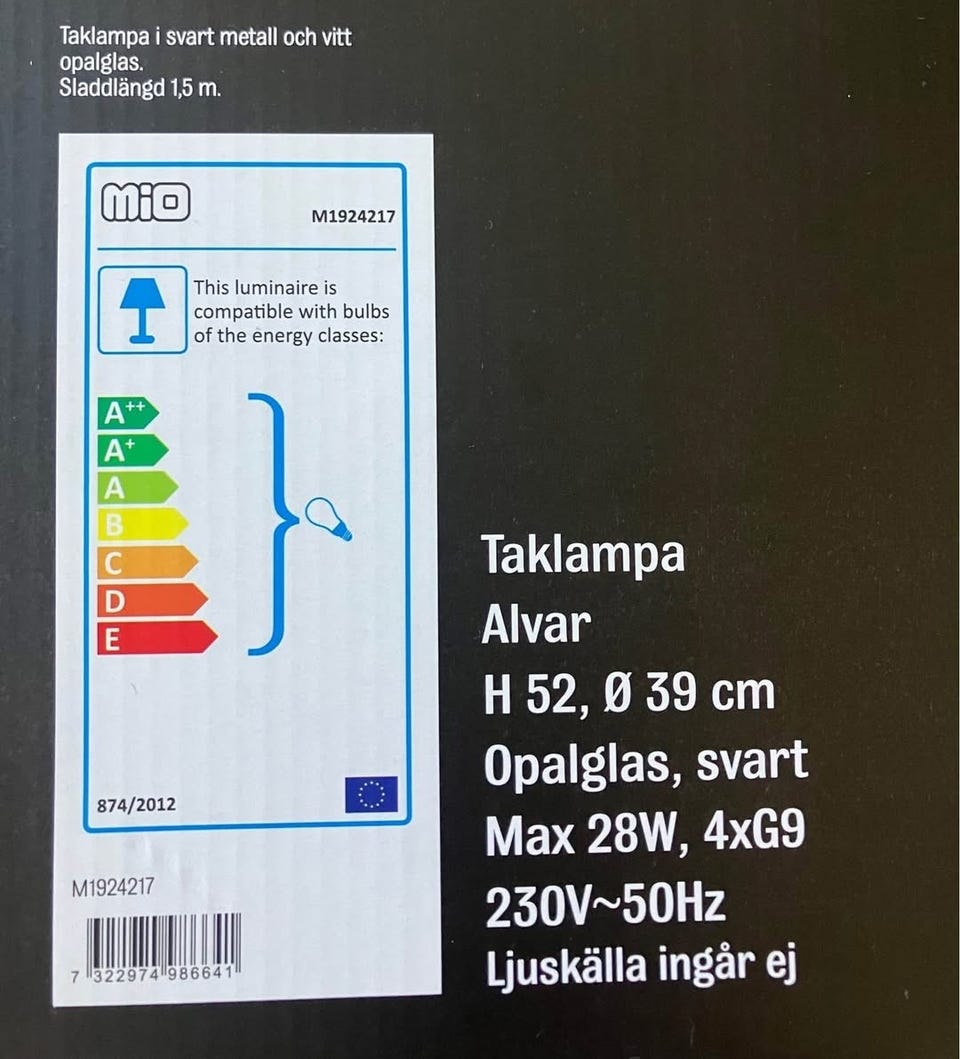 Taklampa i svart metall och vitt
opalglas.
Sladdlängd 1,5 m.
MiO
M1924217
This luminaire is
compatible with bulbs
of the energy classes:
A++
A+
A
B
C
D
E
874/2012
M1924217
7 322974 986641
Taklampa
Alvar
H 52, Ø 39 cm
Opalglas, svart
Max 28W, 4xG9
230V~50Hz
Ljuskälla ingår ej